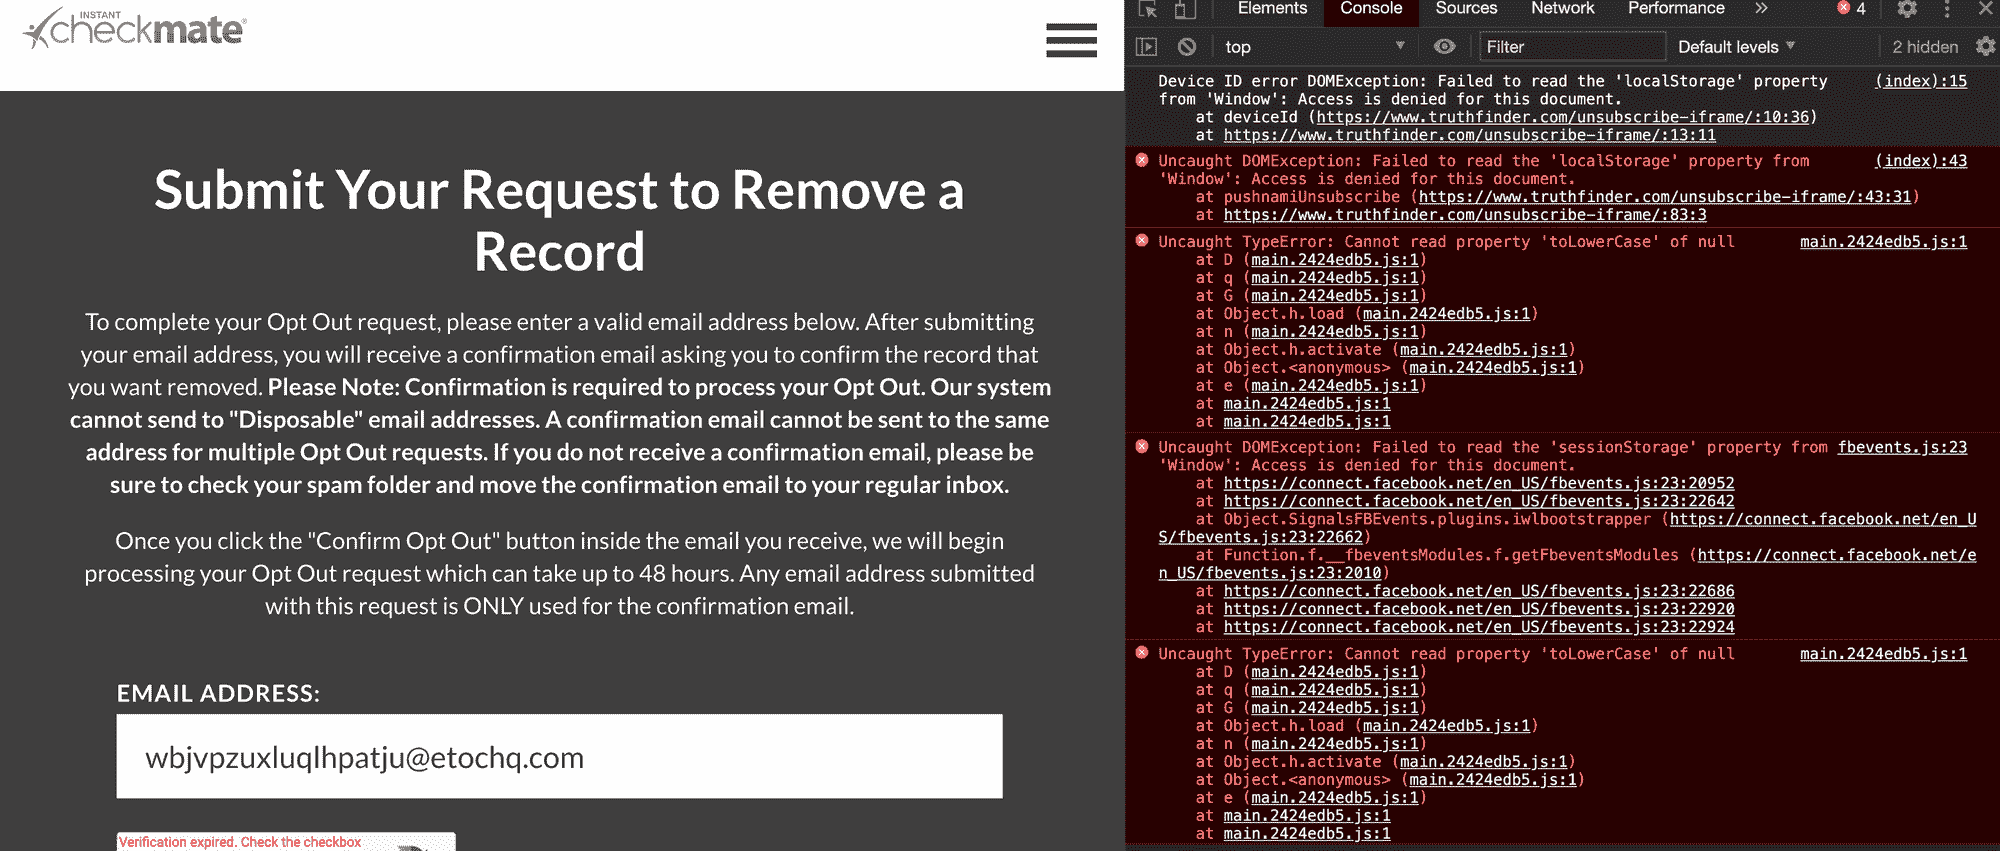 INSTANT
checkmate
Submit Your Request to Remove a
Record
To complete your Opt Out request, please enter a valid email address below. After submitting
your email address, you will receive a confirmation email asking you to confirm the record that
you want removed. Please Note: Confirmation is required to process your Opt Out. Our system
cannot send to "Disposable" email addresses. A confirmation email cannot be sent to the same
address for multiple Opt Out requests. If you do not receive a confirmation email, please be
sure to check your spam folder and move the confirmation email to your regular inbox.
Once you click the "Confirm Opt Out" button inside the email you receive, we will begin
processing your Opt Out request which can take up to 48 hours. Any email address submitted
with this request is ONLY used for the confirmation email.
EMAIL ADDRESS:
wbjvpzuxluqlhpatju@etochq.com
Verification expired. Check the checkbox
Elements Console Sources Network Performance » 4
top Filter Default levels 2 hidden
Device ID error DOMException: Failed to read the 'localStorage' property (index):15
from 'Window': Access is denied for this document.
at deviceId (https://www.truthfinder.com/unsubscribe-iframe/:10:36)
at https://www.truthfinder.com/unsubscribe-iframe/:13:11
Uncaught DOMException: Failed to read the 'localStorage' property from (index):43
'Window': Access is denied for this document.
at pushnamiUnsubscribe (https://www.truthfinder.com/unsubscribe-iframe/:43:31)
at https://www.truthfinder.com/unsubscribe-iframe/:83:3
Uncaught TypeError: Cannot read property 'toLowerCase' of null main.2424edb5.js:1
at D (main.2424edb5.js:1)
at q (main.2424edb5.js:1)
at G (main.2424edb5.js:1)
at Object.h.load (main.2424edb5.js:1)
at n (main.2424edb5.js:1)
at Object.h.activate (main.2424edb5.js:1)
at Object.<anonymous> (main.2424edb5.js:1)
at e (main.2424edb5.js:1)
at main.2424edb5.js:1
at main.2424edb5.js:1
Uncaught DOMException: Failed to read the 'sessionStorage' property from fbevents.js:23
'Window': Access is denied for this document.
at https://connect.facebook.net/en_US/fbevents.js:23:20952
at https://connect.facebook.net/en_US/fbevents.js:23:22642
at Object.SignalsFBEvents.plugins.iwlbootstrapper (https://connect.facebook.net/en_U
S/fbevents.js:23:22662)
at Function.f.__fbeventsModules.f.getFbeventsModules (https://connect.facebook.net/e
n_US/fbevents.js:23:2010)
at https://connect.facebook.net/en_US/fbevents.js:23:22686
at https://connect.facebook.net/en_US/fbevents.js:23:22920
at https://connect.facebook.net/en_US/fbevents.js:23:22924
Uncaught TypeError: Cannot read property 'toLowerCase' of null main.2424edb5.js:1
at D (main.2424edb5.js:1)
at q (main.2424edb5.js:1)
at G (main.2424edb5.js:1)
at Object.h.load (main.2424edb5.js:1)
at n (main.2424edb5.js:1)
at Object.h.activate (main.2424edb5.js:1)
at Object.<anonymous> (main.2424edb5.js:1)
at e (main.2424edb5.js:1)
at main.2424edb5.js:1
at main.2424edb5.js:1